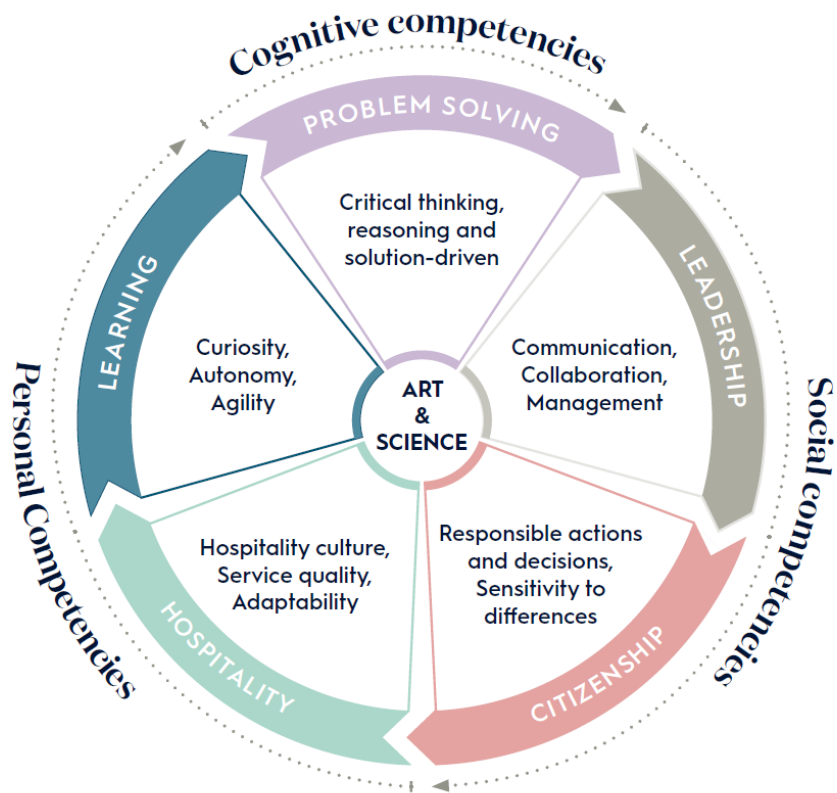 Cognitive competencies
PROBLEM SOLVING
Critical thinking,
reasoning and
solution-driven
LEADERSHIP
Communication,
Collaboration,
Management
Social competencies
CITIZENSHIP
Responsible actions
and decisions,
Sensitivity to
differences
HOSPITALITY
Hospitality culture,
Service quality,
Adaptability
Personal Competencies
LEARNING
Curiosity,
Autonomy,
Agility
ART
&
SCIENCE